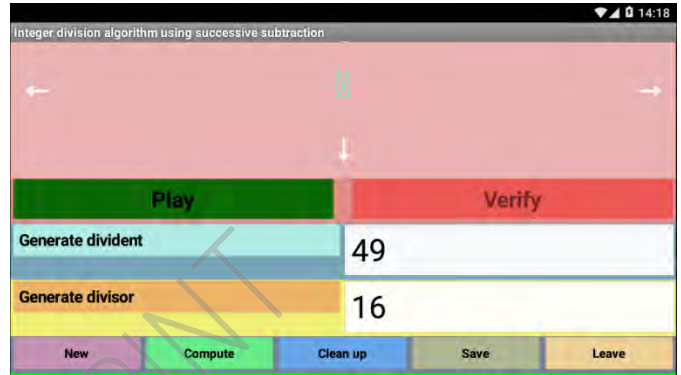 14:18
integer division algorithm using successive subtraction
Play Verify
Generate divident 49
Generate divisor 16
New Compute Clean up Save Leave